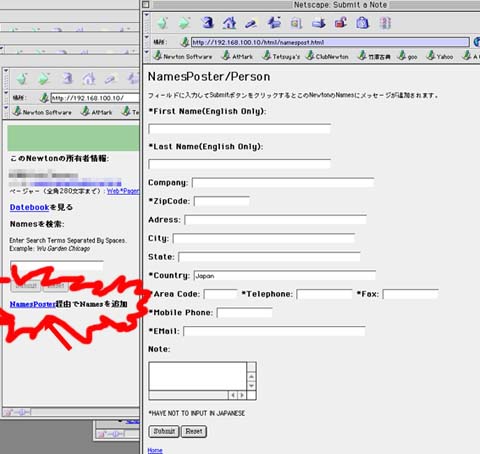 Netscape: Submit a Note
場所: http://192.168.100.10/html/namespost.html
Newton Software AtMark Tetsuya's ClubNewton 竹瀝古典 goo Yahoo
NamesPoster/Person
フィールドに入力してSubmitボタンをクリックするとこのNewtonのNamesにメッセージが追加されます。
*First Name(English Only):
*Last Name(English Only):
Company:
*ZipCode:
Adress:
City:
State:
*Country: Japan
*Area Code: *Telephone: *Fax:
*Mobile Phone:
*EMail:
Note:
*HAYE NOT TO INPUT IN JAPANESE
Submit Reset
Home
場所: http://192.168.100.10/
Newton Software AtMark Te
このNewtonの所有者情報:
ページャー(全角280文字まで): Web*Pager
Datebookを見る
Namesを検索:
Enter Search Terms Separated By Spaces.
Example: Wu Garden Chicago
Submit Reset
NamesPoster経由でNamesを追加